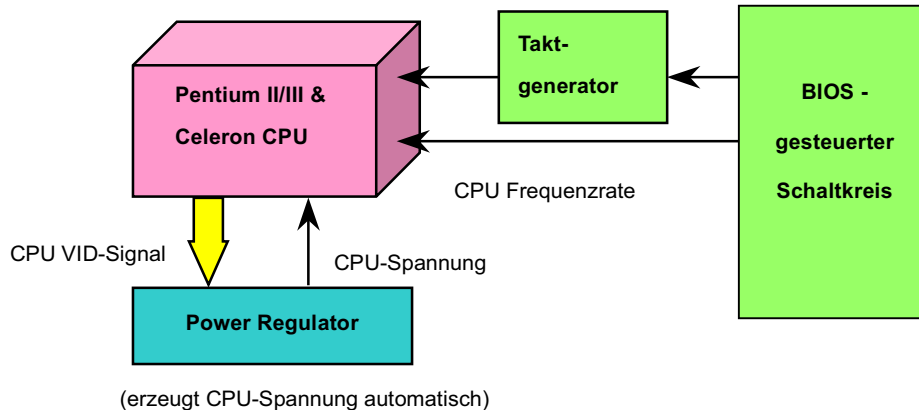 Takt-
generator
Pentium II/III &
Celeron CPU
BIOS -
gesteuerter
Schaltkreis
CPU Frequenzrate
CPU VID-Signal
CPU-Spannung
Power Regulator
(erzeugt CPU-Spannung automatisch)